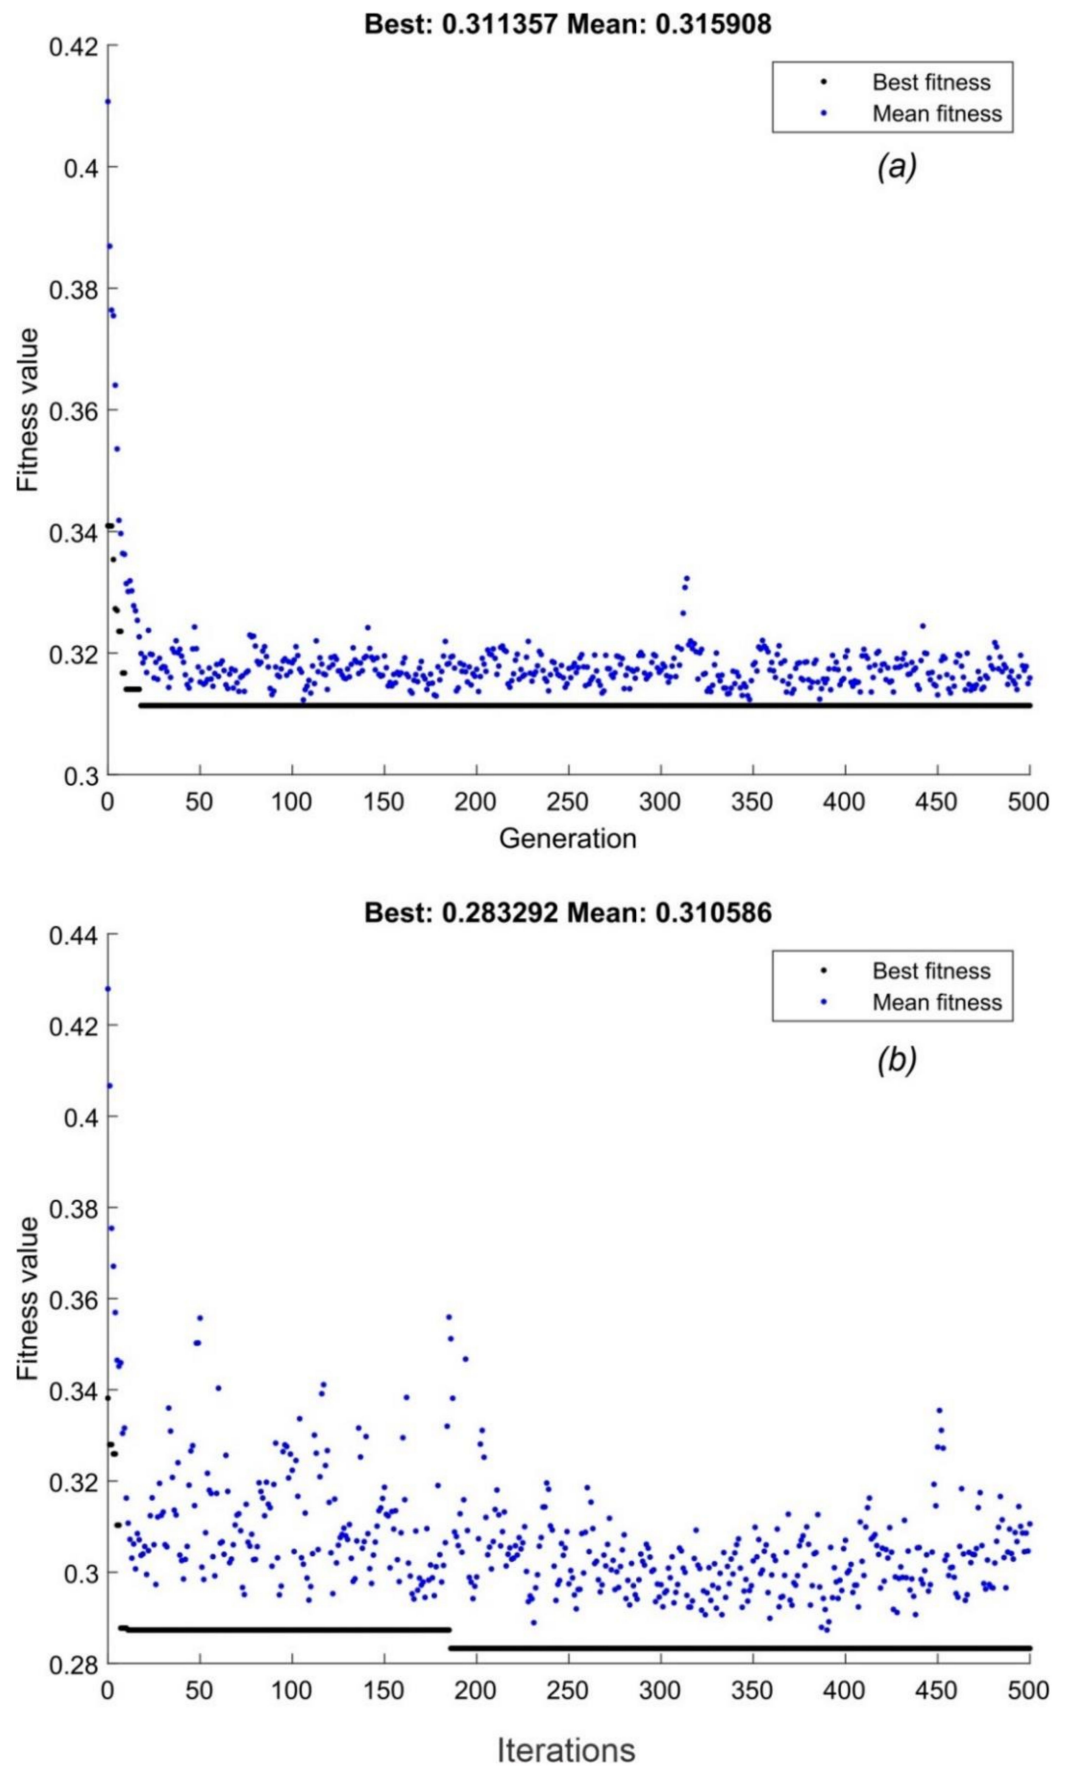 Best: 0.311357 Mean: 0.315908
0.42
Best fitness
Mean fitness
(a)
0.4
0.38
0.36
0.34
0.32
0.3
Fitness value
0 50 100 150 200 250 300 350 400 450 500
Generation
Best: 0.283292 Mean: 0.310586
0.44
Best fitness
Mean fitness
(b)
0.42
0.4
0.38
0.36
0.34
0.32
0.3
0.28
Fitness value
0 50 100 150 200 250 300 350 400 450 500
Iterations